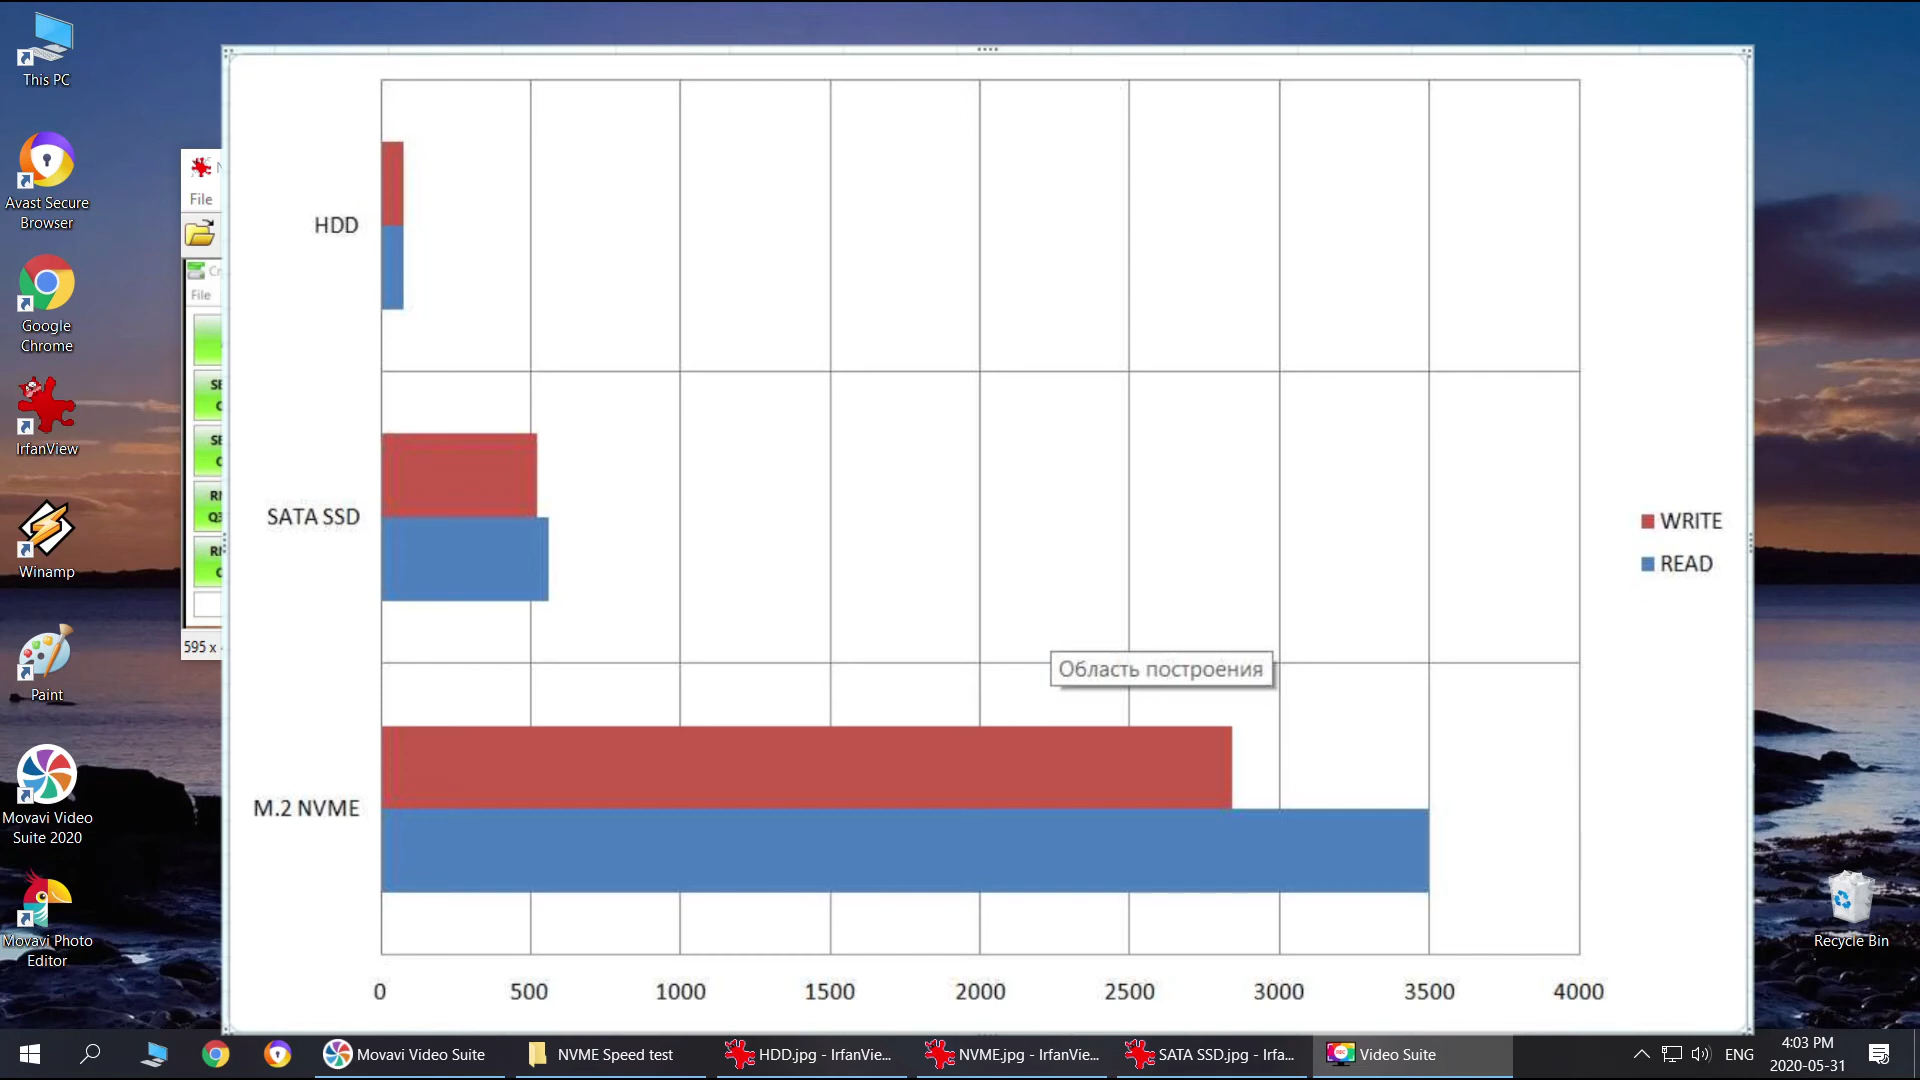 This PC
Avast Secure
Browser
Google
Chrome
IrfanView
Winamp
Paint
Movavi Video
Suite 2020
Movavi Photo
Editor
File
File
595 x
HDD
SATA SSD
M.2 NVME
WRITE
READ
Область построения
0 500 1000 1500 2000 2500 3000 3500 4000
Recycle Bin
Movavi Video Suite
NVME Speed test
HDD.jpg - IrfanVie...
NVME.jpg - IrfanVie...
SATA SSD.jpg - Irfa...
Video Suite
ENG
4:03 PM
2020-05-31